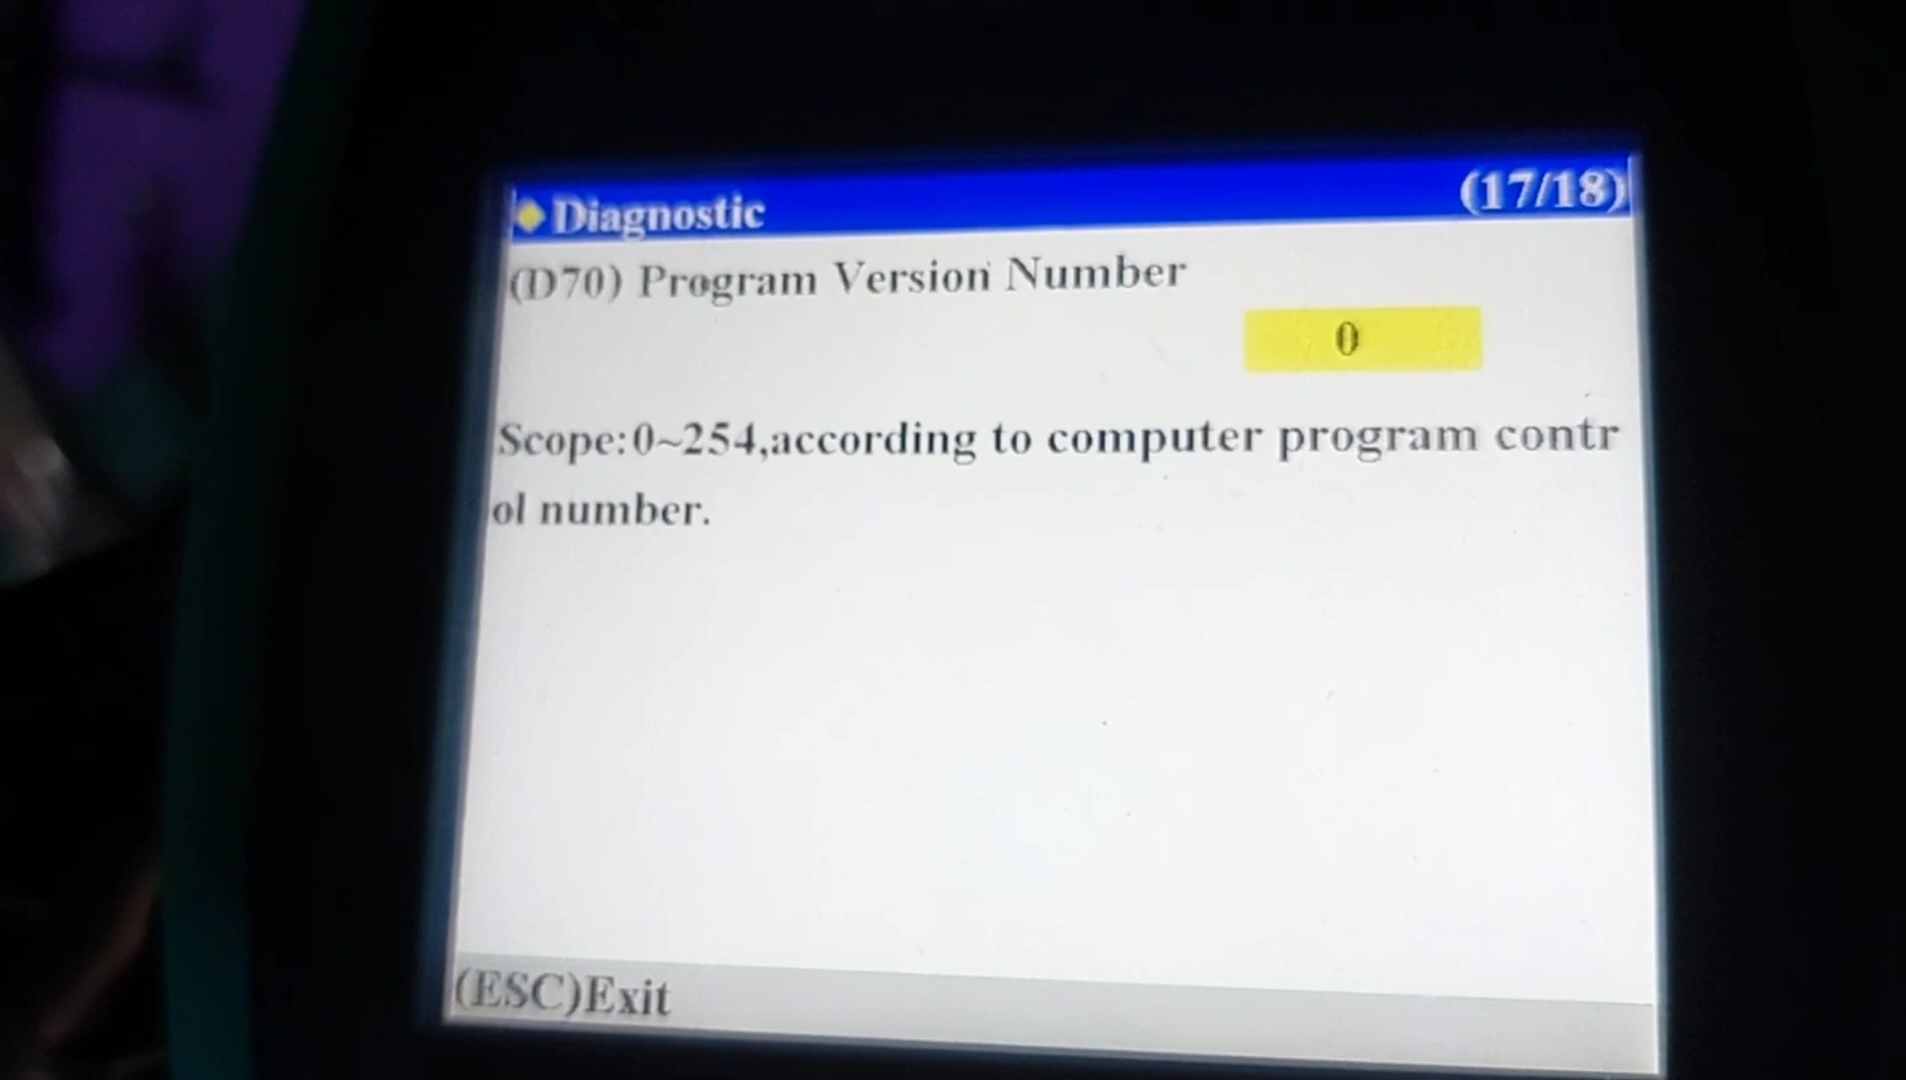 Diagnostic (17/18)
(D70) Program Version Number
0
Scope:0~254,according to computer program contr
ol number.
(ESC)Exit